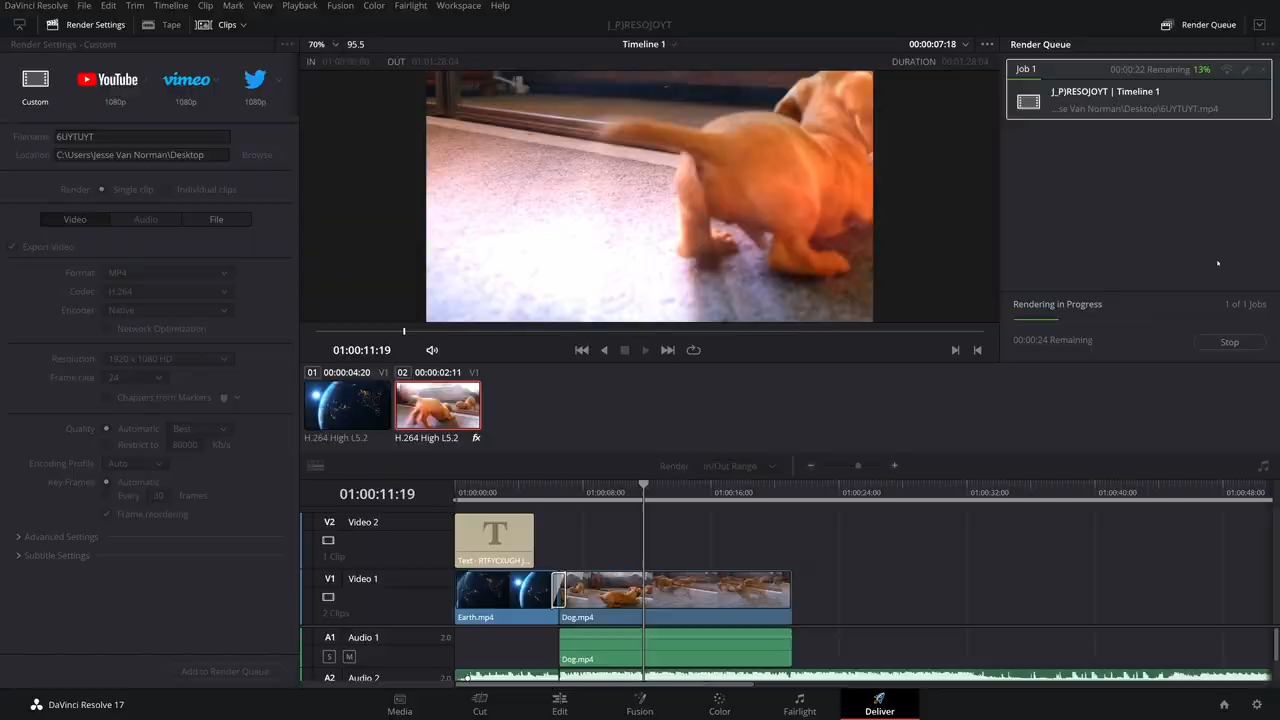 DaVinci Resolve File Edit Trim Timeline Clip Mark View Playback Fusion Color Fairlight Workspace Help
Render Settings Tape Clips J_P)RESOJOYT Render Queue
Render Settings - Custom 70% 95.5 Timeline 1 00:00:07:18 Render Queue
IN 01:00:00:00 OUT 01:01:28:04 DURATION 00:01:28:04
Job 1 00:00:22 Remaining 13%
J_P)RESOJOYT | Timeline 1
...se Van Norman\Desktop\6UYTUYT.mp4
YouTube vimeo
Custom 1080p 1080p 1080p
Filename 6UYTUYT
Location C:\Users\Jesse Van Norman\Desktop Browse
Render Single clip Individual clips
Video Audio File
Export Video
Format MP4
Codec H.264
Encoder Native
Network Optimization
Resolution 1920 x 1080 HD
Frame rate 24
Chapters from Markers
Quality Automatic Best
Restrict to 80000 Kb/s
Encoding Profile Auto
Key Frames Automatic
Every 30 frames
Frame reordering
Advanced Settings
Subtitle Settings
Add to Render Queue
Rendering in Progress 1 of 1 Jobs
00:00:24 Remaining Stop
01:00:11:19
01 00:00:04:20 V1 02 00:00:02:11 V1
H.264 High L5.2 H.264 High L5.2 fx
Render In/Out Range
01:00:11:19 01:00:00:00 01:00:08:00 01:00:16:00 01:00:24:00 01:00:32:00 01:00:40:00 01:00:48:00
V2 Video 2
T
1 Clip Text - RTFYCXUGH J...
V1 Video 1
2 Clips Earth.mp4 Dog.mp4
A1 Audio 1 2.0
S M Dog.mp4
A2 Audio 2 2.0
DaVinci Resolve 17 Media Cut Edit Fusion Color Fairlight Deliver